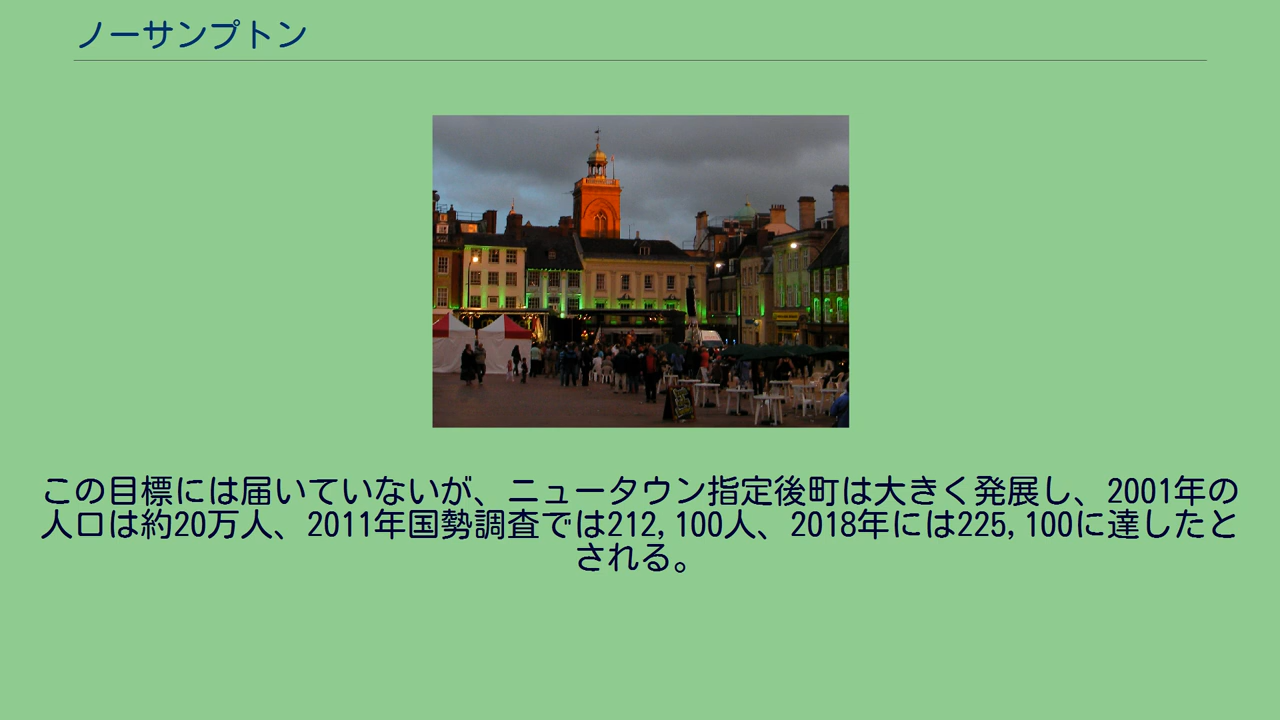 ノーサンプトン
この目標には届いていないが、ニュータウン指定後町は大きく発展し、2001年の
人口は約20万人、2011年国勢調査では212,100人、2018年には225,100に達したと
される。